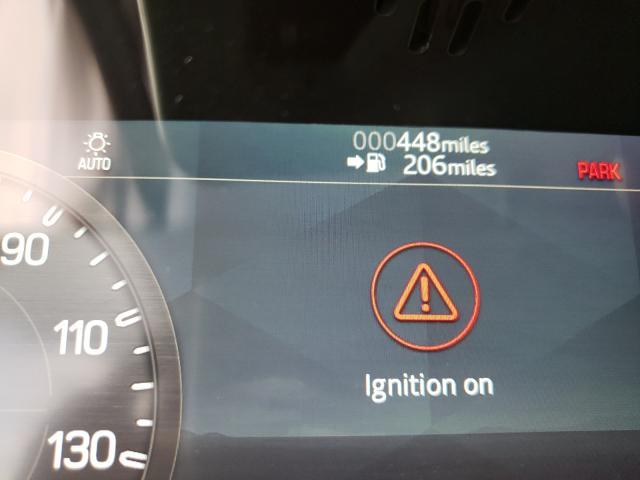 AUTO
000448miles
206miles
PARK
90
110
130
Ignition on